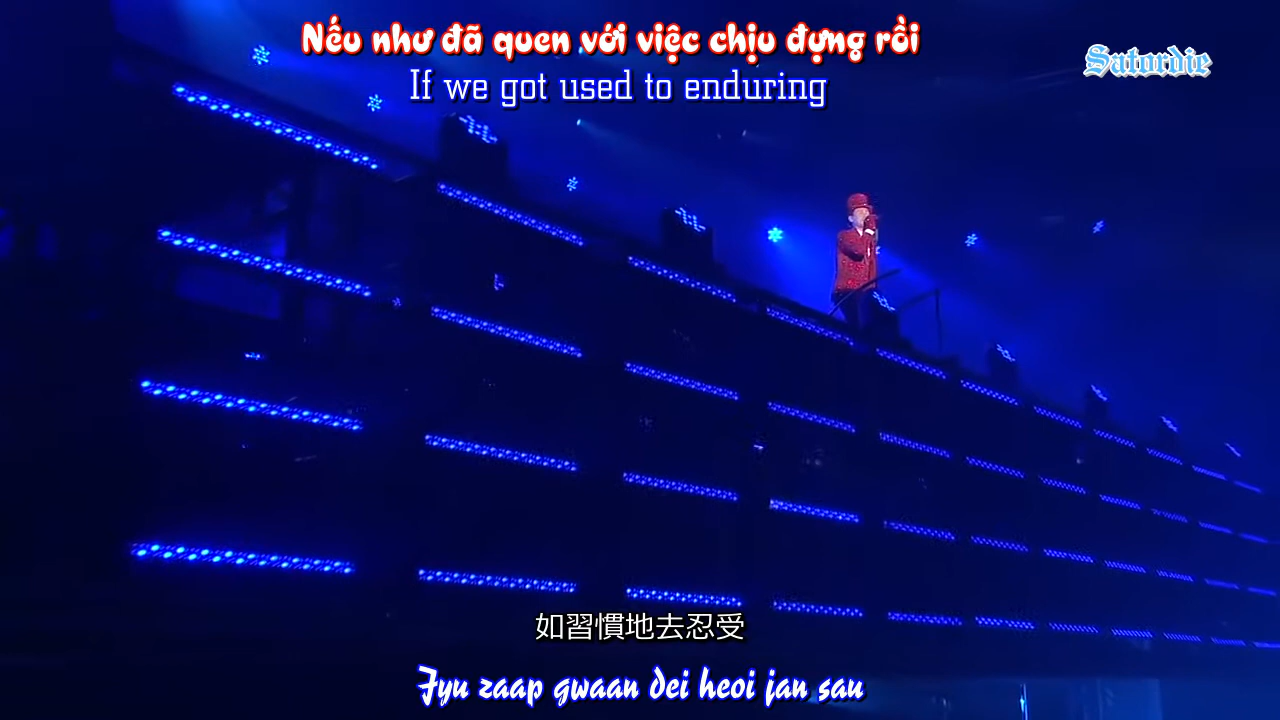 Nếu như đã quen với việc chịu đựng rồi
If we got used to enduring
Satordie
如習慣地去忍受
Jyu zaap gwaan dei heoi jan sau